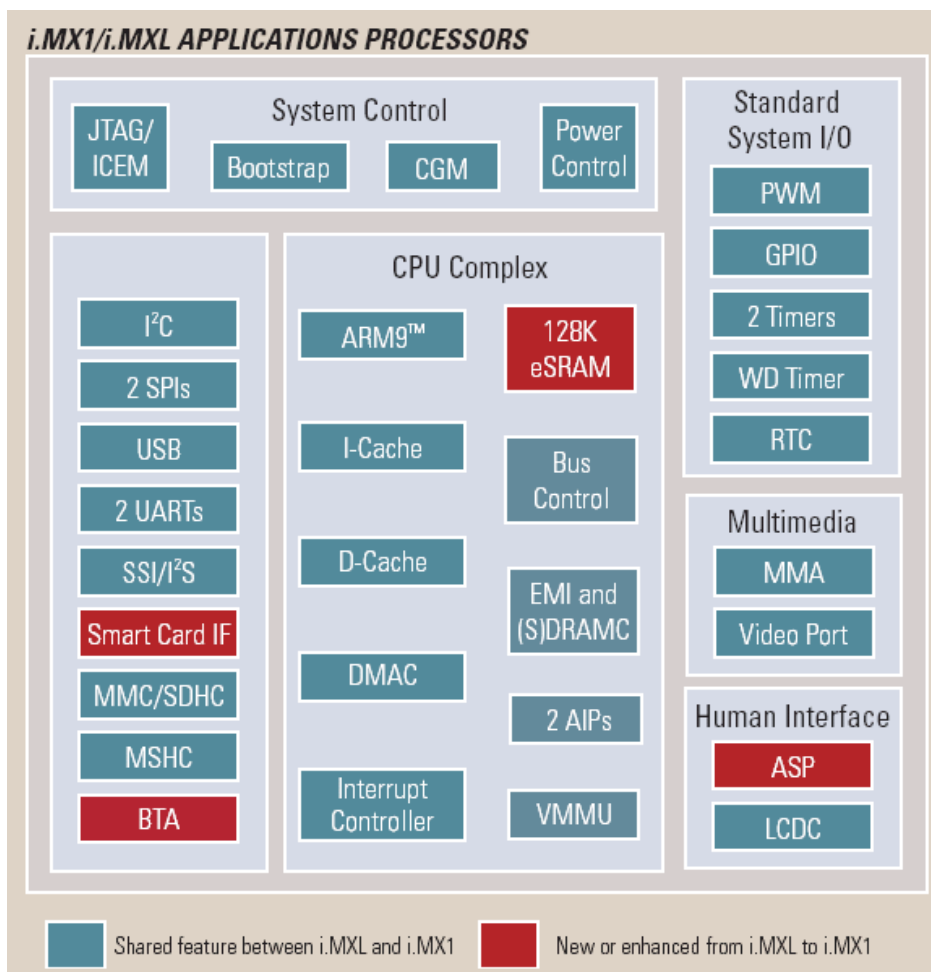 i.MX1/i.MXL APPLICATIONS PROCESSORS
System Control
JTAG/
ICEM
Bootstrap
CGM
Power
Control
Standard
System I/O
PWM
GPIO
2 Timers
WD Timer
RTC
I²C
2 SPIs
USB
2 UARTs
SSI/I²S
Smart Card IF
MMC/SDHC
MSHC
BTA
CPU Complex
ARM9™
I-Cache
D-Cache
DMAC
Interrupt
Controller
128K
eSRAM
Bus
Control
EMI and
(S)DRAMC
2 AIPs
VMMU
Multimedia
MMA
Video Port
Human Interface
ASP
LCDC
Shared feature between i.MXL and i.MX1
New or enhanced from i.MXL to i.MX1